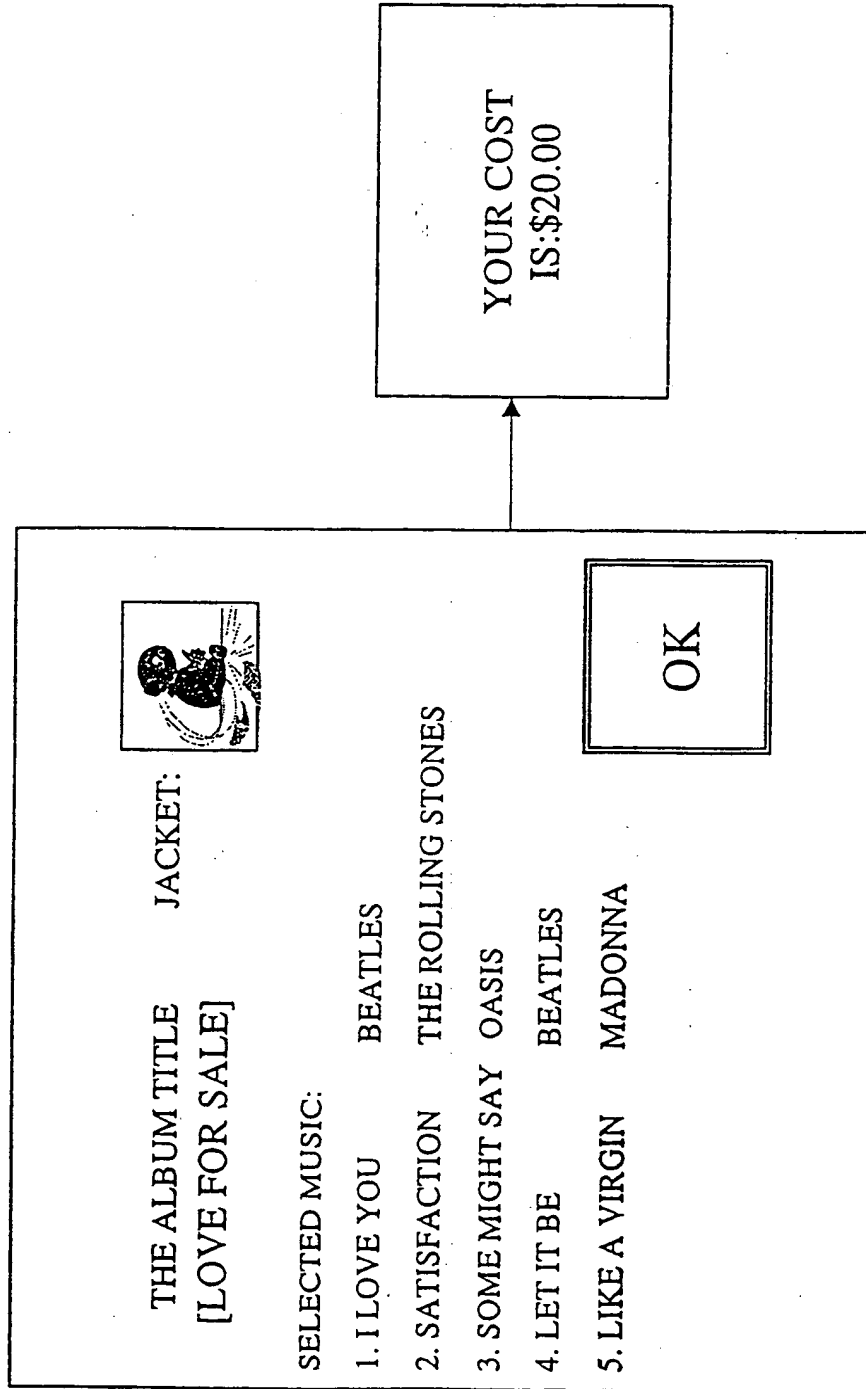 THE ALBUM TITLE JACKET:
[LOVE FOR SALE]
SELECTED MUSIC:
1. I LOVE YOU BEATLES
2. SATISFACTION THE ROLLING STONES
3. SOME MIGHT SAY OASIS
4. LET IT BE BEATLES
5. LIKE A VIRGIN MADONNA
OK
YOUR COST
IS:$20.00